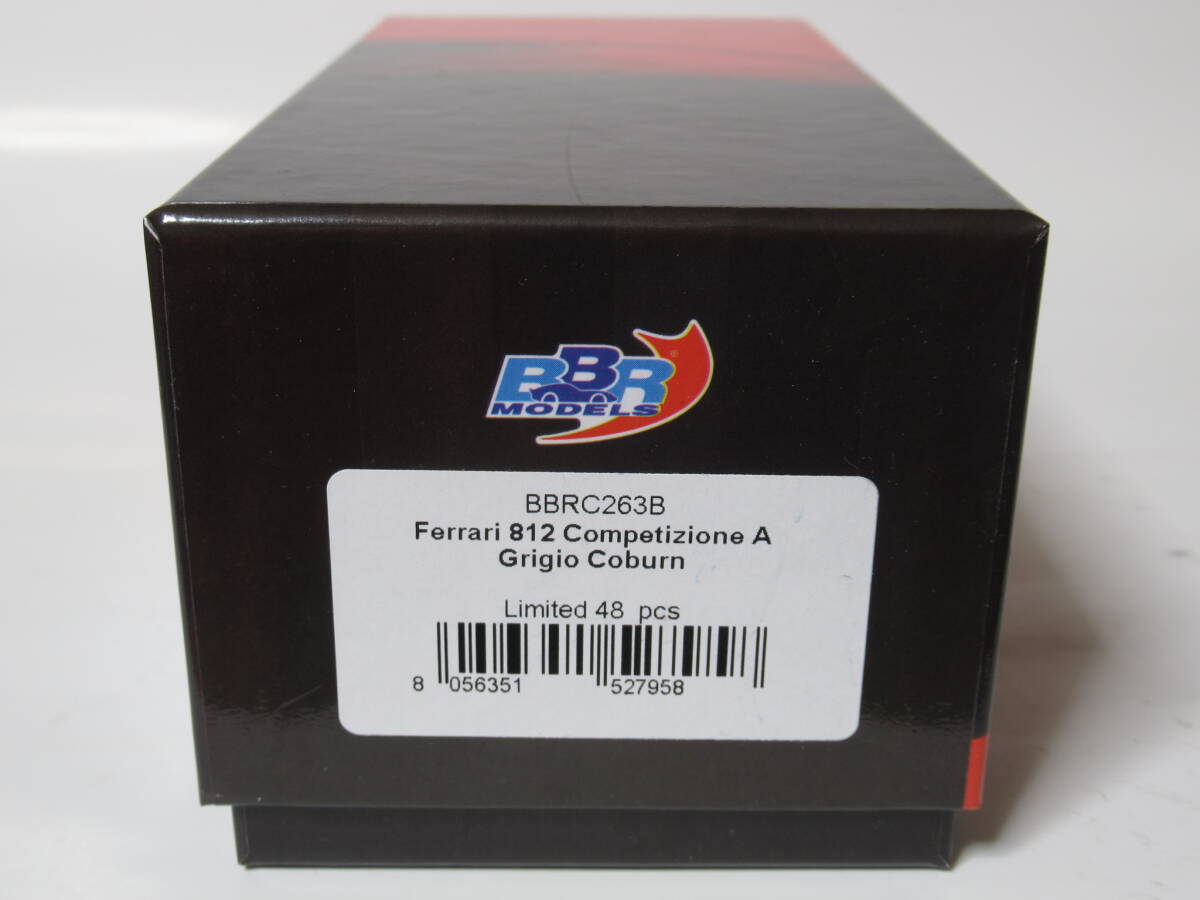 BBR
MODELS
BBRC263B
Ferrari 812 Competizione A
Grigio Coburn
Limited 48 pcs
8 056351 527958